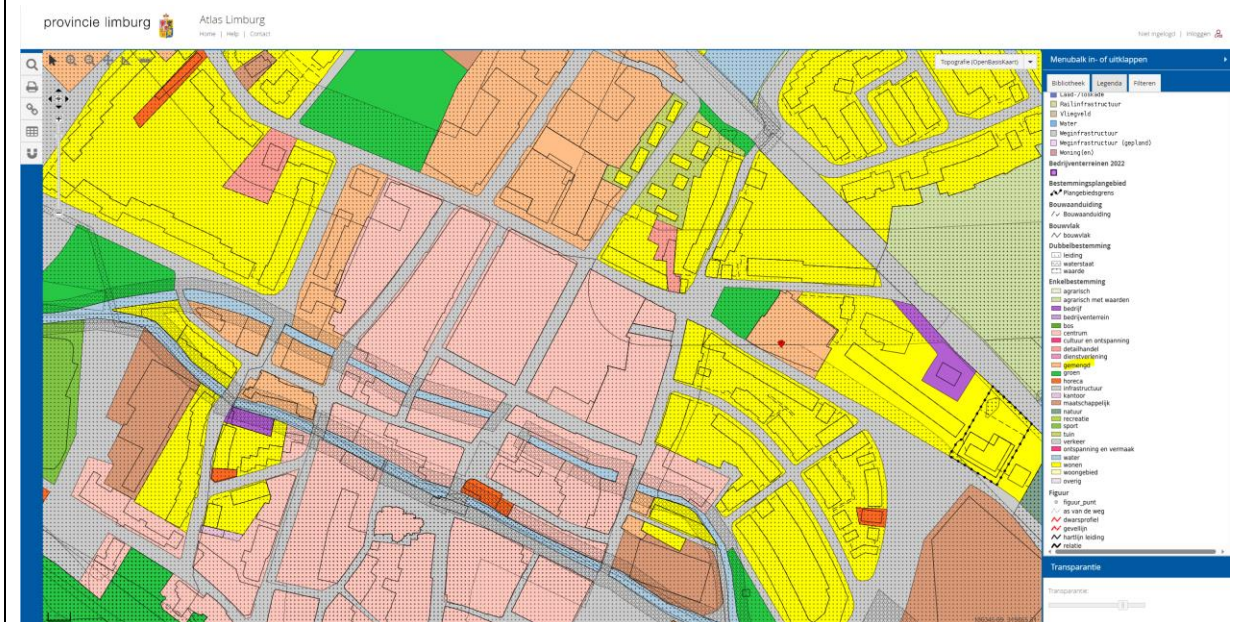 provincie limburg
Atlas Limburg
Home | Help | Contact
Niet ingelogd | Inloggen
Topografie (OpenBasisKaart)
Menubalk in- of uitklappen
Bibliotheek Legenda Filteren
Laad-/loskade
Railinfrastructuur
Vliegveld
Water
Weginfrastructuur
Weginfrastructuur (gepland)
Woning(en)
Bedrijventerreinen 2022
Bestemmingsplangebied
Plangebiedsgrens
Bouwaanduiding
Bouwaanduiding
Bouwvlak
bouwvlak
Dubbelbestemming
leiding
waterstaat
waarde
Enkelbestemming
agrarisch
agrarisch met waarden
bedrijf
bedrijventerrein
bos
centrum
cultuur en ontspanning
detailhandel
dienstverlening
gemengd
groen
horeca
infrastructuur
kantoor
maatschappelijk
natuur
recreatie
sport
tuin
verkeer
ontspanning en vermaak
water
wonen
woongebied
overig
Figuur
figuur_punt
as van de weg
dwarsprofiel
gevellijn
hartlijn leiding
relatie
Transparantie
Transparantie: